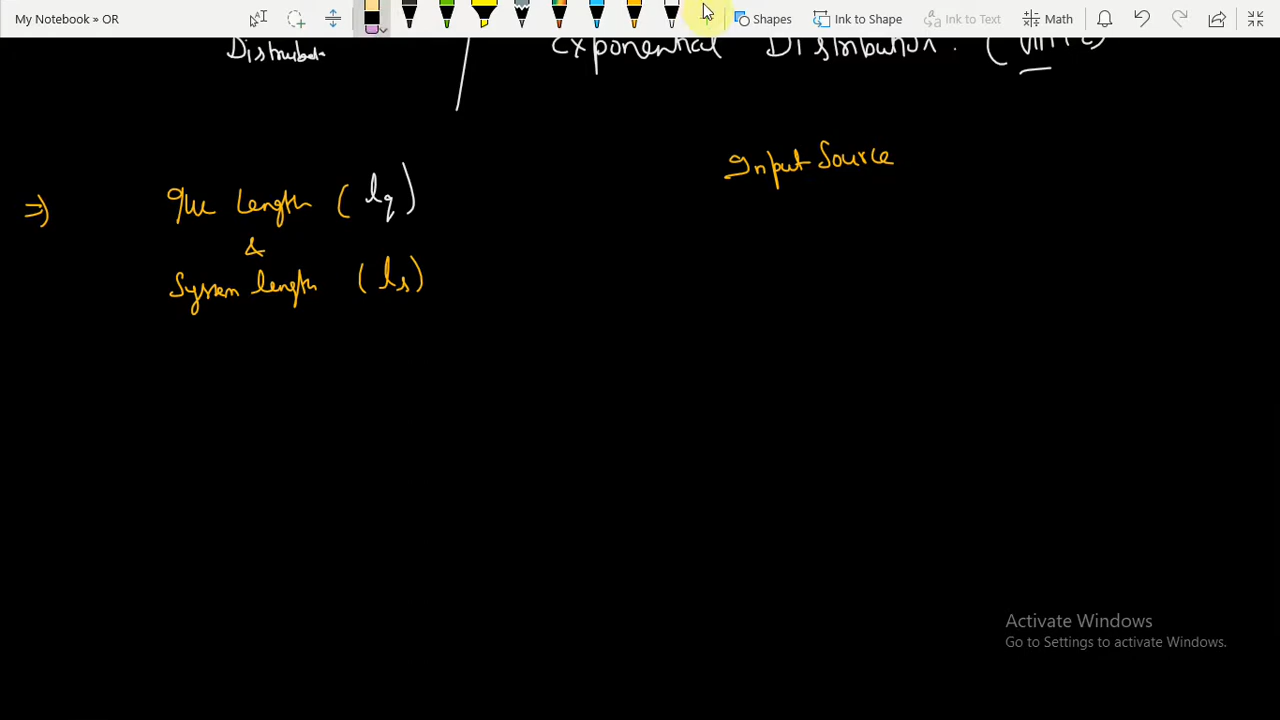 My Notebook » OR
Shapes
Ink to Shape
Ink to Text
Math
Exponential Distribution. (
Input Source
⇒) Que length (lq)
&
System length (ls)
Activate Windows
Go to Settings to activate Windows.